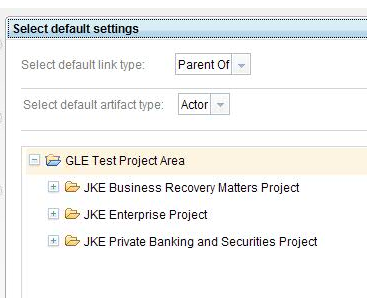 Select default settings
Select default link type: Parent Of
Select default artifact type: Actor
GLE Test Project Area
JKE Business Recovery Matters Project
JKE Enterprise Project
JKE Private Banking and Securities Project